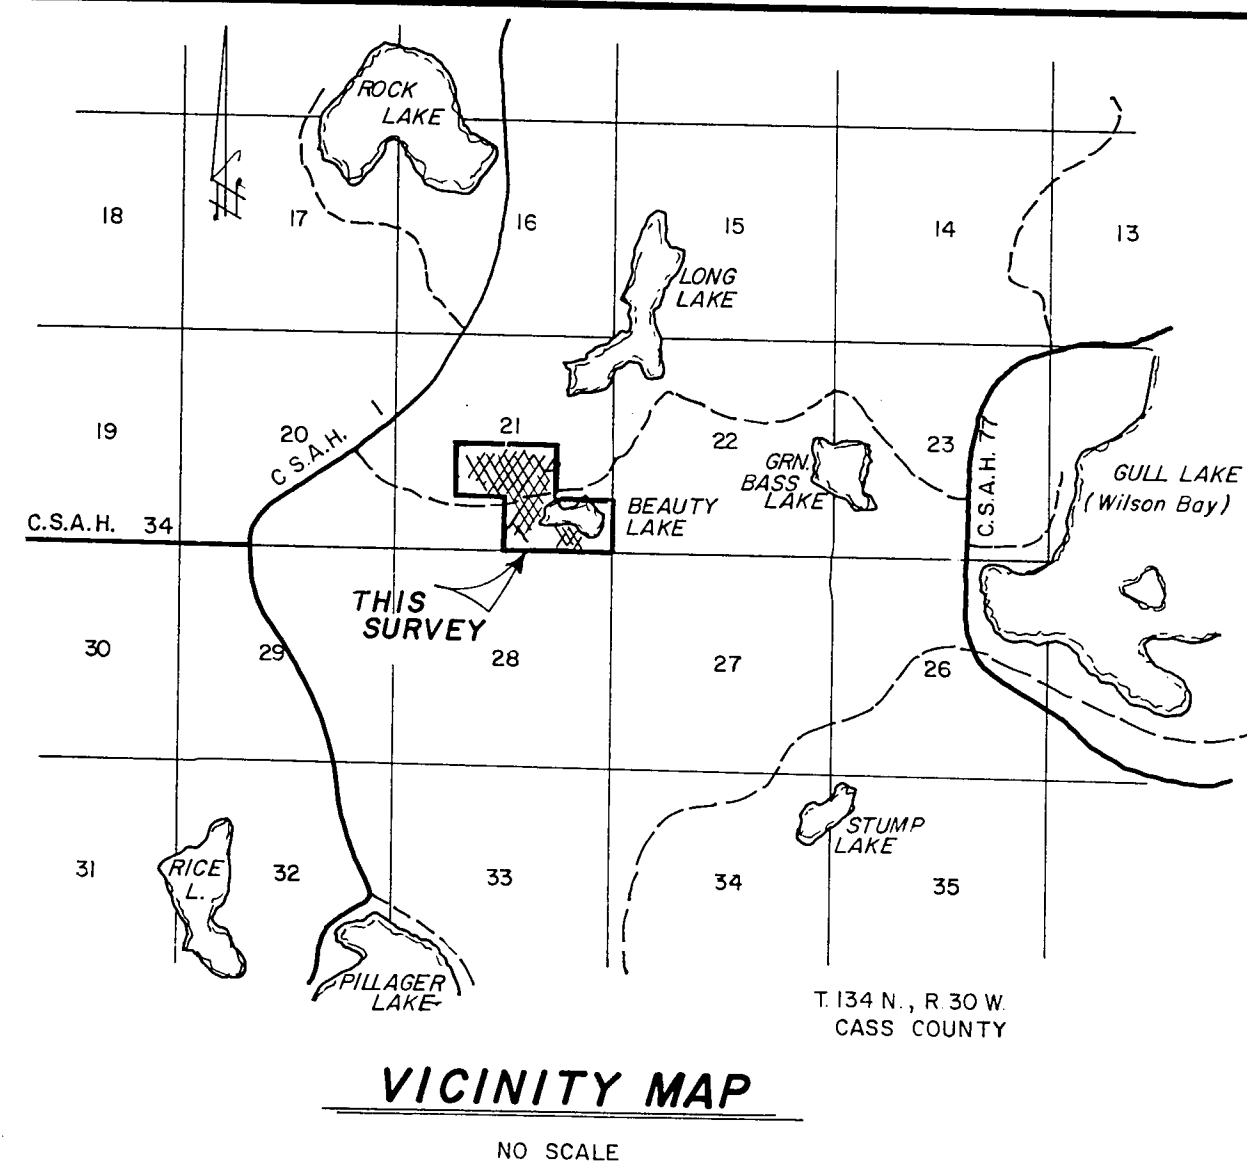 ROCK
LAKE
18
17
16
15
14
13
LONG
LAKE
19
20
C.S.A.H. 1
21
22
23
C.S.A.H. 77
GRN.
BASS
LAKE
GULL LAKE
(Wilson Bay)
BEAUTY
LAKE
C.S.A.H. 34
THIS
SURVEY
30
29
28
27
26
STUMP
LAKE
31
RICE
L.
32
33
34
35
PILLAGER
LAKE
T. 134 N., R. 30 W.
CASS COUNTY
VICINITY MAP
NO SCALE